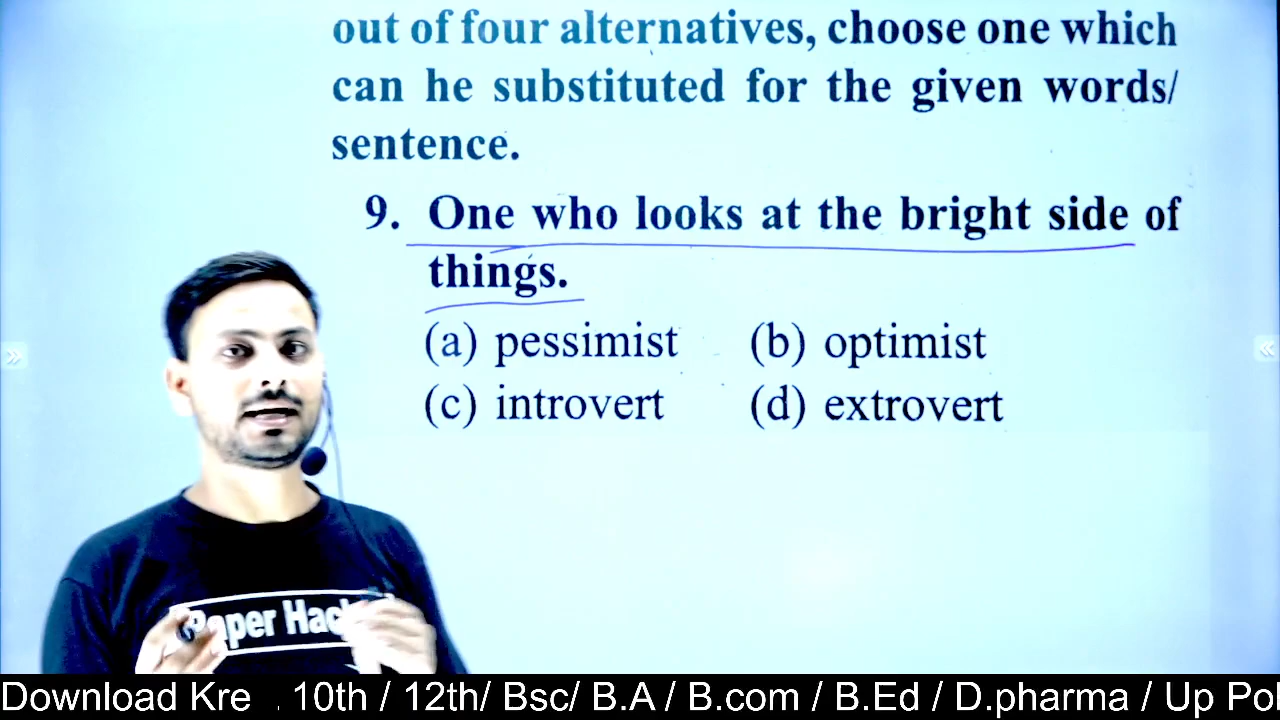 out of four alternatives, choose one which
can he substituted for the given words/
sentence.
9. One who looks at the bright side of
things.
(a) pessimist (b) optimist
(c) introvert (d) extrovert
Paper Hac
Download Kre . 10th / 12th/ Bsc/ B.A / B.com / B.Ed / D.pharma / Up Po